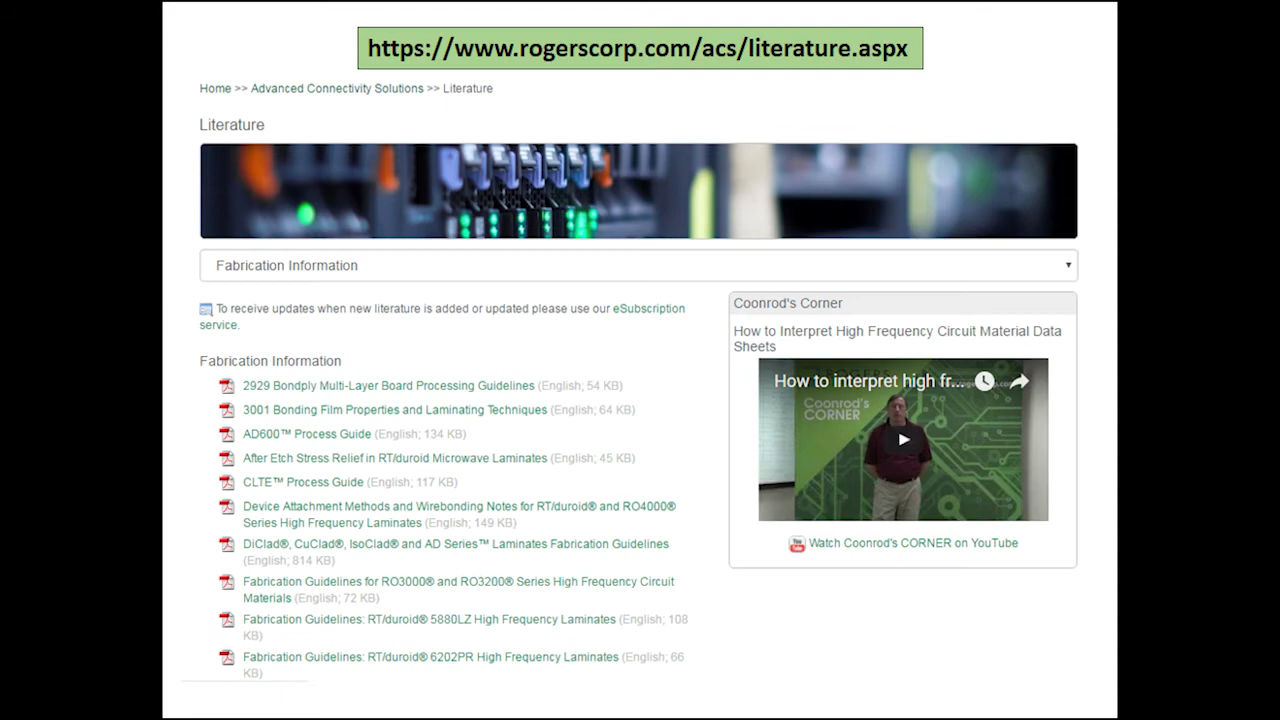 https://www.rogerscorp.com/acs/literature.aspx
Home >> Advanced Connectivity Solutions >> Literature
Literature
Fabrication Information
To receive updates when new literature is added or updated please use our eSubscription
service.
Fabrication Information
2929 Bondply Multi-Layer Board Processing Guidelines (English; 54 KB)
3001 Bonding Film Properties and Laminating Techniques (English; 64 KB)
AD600™ Process Guide (English; 134 KB)
After Etch Stress Relief in RT/duroid Microwave Laminates (English; 45 KB)
CLTE™ Process Guide (English; 117 KB)
Device Attachment Methods and Wirebonding Notes for RT/duroid® and RO4000®
Series High Frequency Laminates (English; 149 KB)
DiClad®, CuClad®, IsoClad® and AD Series™ Laminates Fabrication Guidelines
(English; 814 KB)
Fabrication Guidelines for RO3000® and RO3200® Series High Frequency Circuit
Materials (English; 72 KB)
Fabrication Guidelines: RT/duroid® 5880LZ High Frequency Laminates (English; 108
KB)
Fabrication Guidelines: RT/duroid® 6202PR High Frequency Laminates (English; 66
KB)
Coonrod's Corner
How to Interpret High Frequency Circuit Material Data
Sheets
How to interpret high fr...
Coonrod's
CORNER
Watch Coonrod's CORNER on YouTube